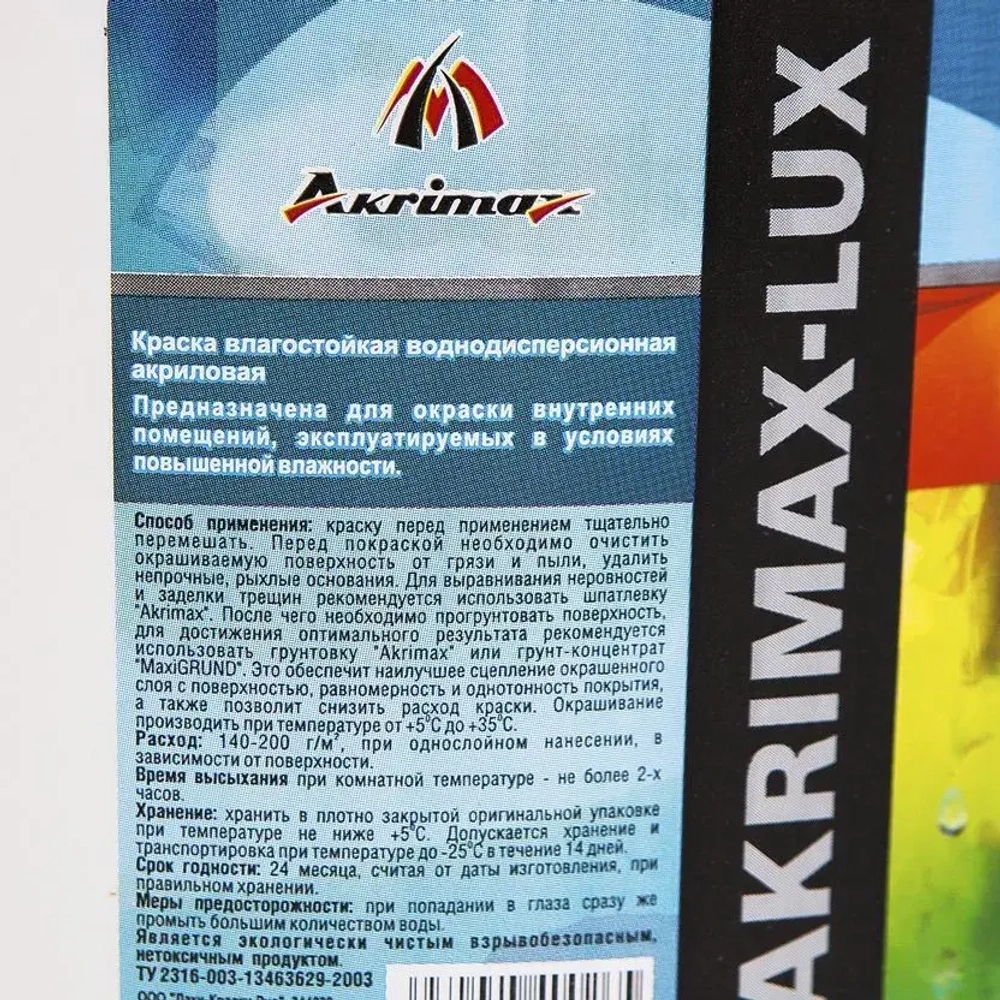 Akrimax
Краска влагостойкая воднодисперсионная
акриловая
Предназначена для окраски внутренних
помещений, эксплуатируемых в условиях
повышенной влажности.
Способ применения: краску перед применением тщательно
перемешать. Перед покраской необходимо очистить
окрашиваемую поверхность от грязи и пыли, удалить
непрочные, рыхлые основания. Для выравнивания неровностей
и заделки трещин рекомендуется использовать шпатлевку
"Akrimax". После чего необходимо прогрунтовать поверхность,
для достижения оптимального результата рекомендуется
использовать грунтовку "Akrimax" или грунт-концентрат
"MaxiGRUND". Это обеспечит наилучшее сцепление окрашенного
слоя с поверхностью, равномерность и однотонность покрытия,
а также позволит снизить расход краски. Окрашивание
производить при температуре от +5°С до +35°С.
Расход: 140-200 г/м², при однослойном нанесении, в
зависимости от поверхности.
Время высыхания при комнатной температуре - не более 2-х
часов.
Хранение: хранить в плотно закрытой оригинальной упаковке
при температуре не ниже +5°С. Допускается хранение и
транспортировка при температуре до -25°С в течение 14 дней.
Срок годности: 24 месяца, считая от даты изготовления, при
правильном хранении.
Меры предосторожности: при попадании в глаза сразу же
промыть большим количеством воды.
Является экологически чистым взрывобезопасным,
нетоксичным продуктом.
ТУ 2316-003-13463629-2003
AKRIMAX-LUX